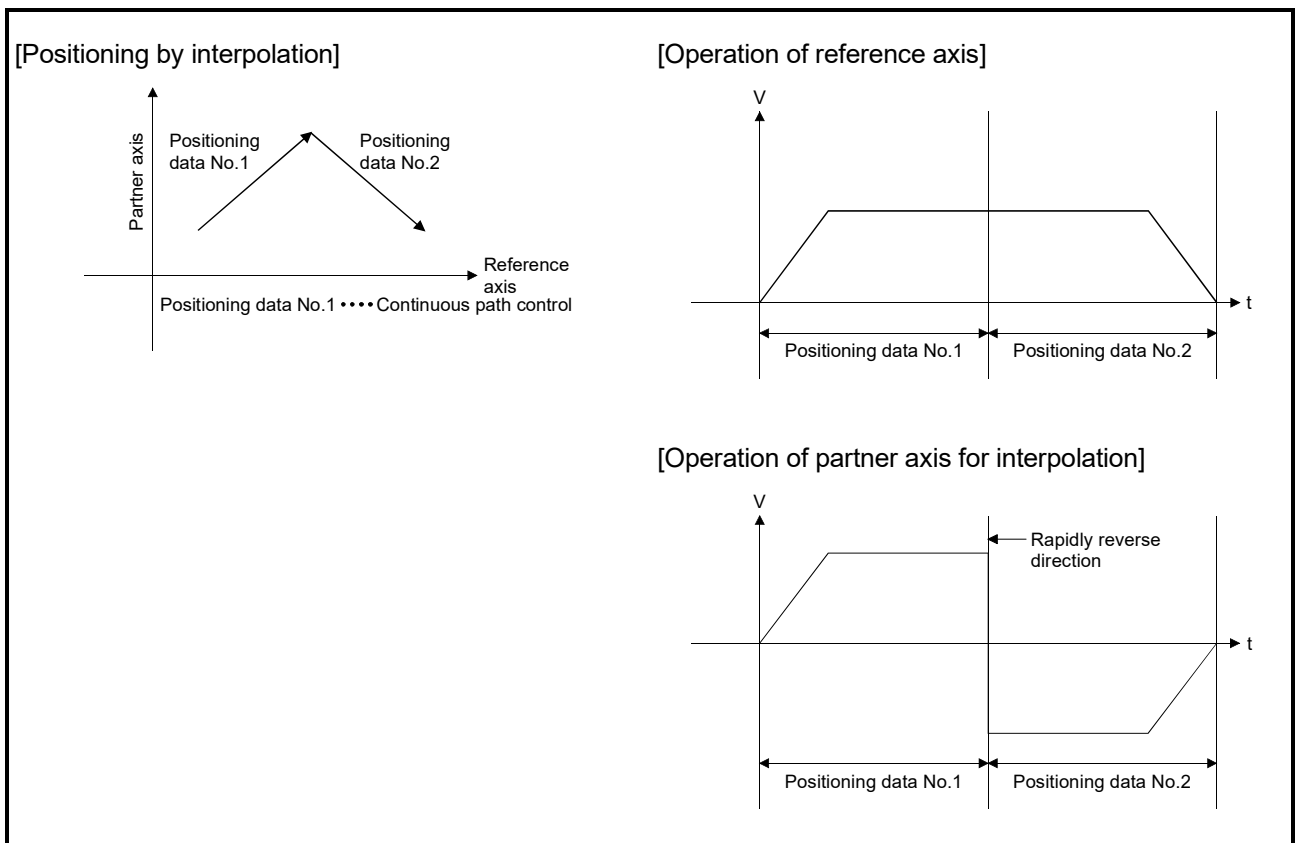 [Positioning by interpolation]
Partner axis
Positioning
data No.1
Positioning
data No.2
Reference
axis
Positioning data No.1 •••• Continuous path control
[Operation of reference axis]
V
t
Positioning data No.1
Positioning data No.2
[Operation of partner axis for interpolation]
V
Rapidly reverse
direction
t
Positioning data No.1
Positioning data No.2